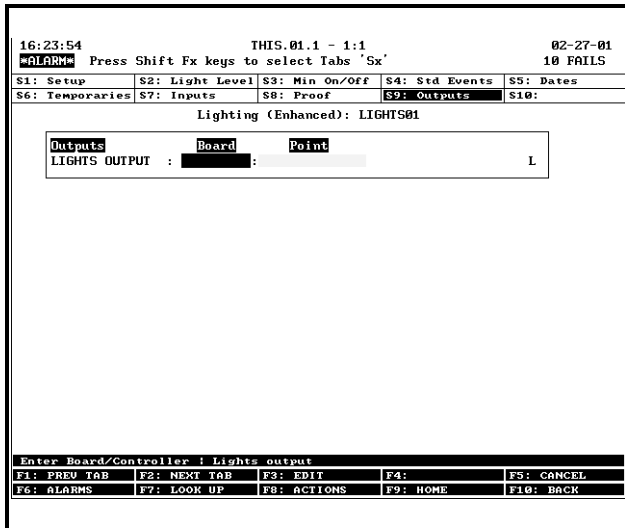 16:23:54 THIS.01.1 - 1:1 02-27-01
*ALARM* Press Shift Fx keys to select Tabs 'Sx' 10 FAILS
S1: Setup S2: Light Level S3: Min On/Off S4: Std Events S5: Dates
S6: Temporaries S7: Inputs S8: Proof S9: Outputs S10:
Lighting (Enhanced): LIGHTS01
Outputs Board Point
LIGHTS OUTPUT : : L
Enter Board/Controller ¦ Lights output
F1: PREV TAB F2: NEXT TAB F3: EDIT F4: F5: CANCEL
F6: ALARMS F7: LOOK UP F8: ACTIONS F9: HOME F10: BACK